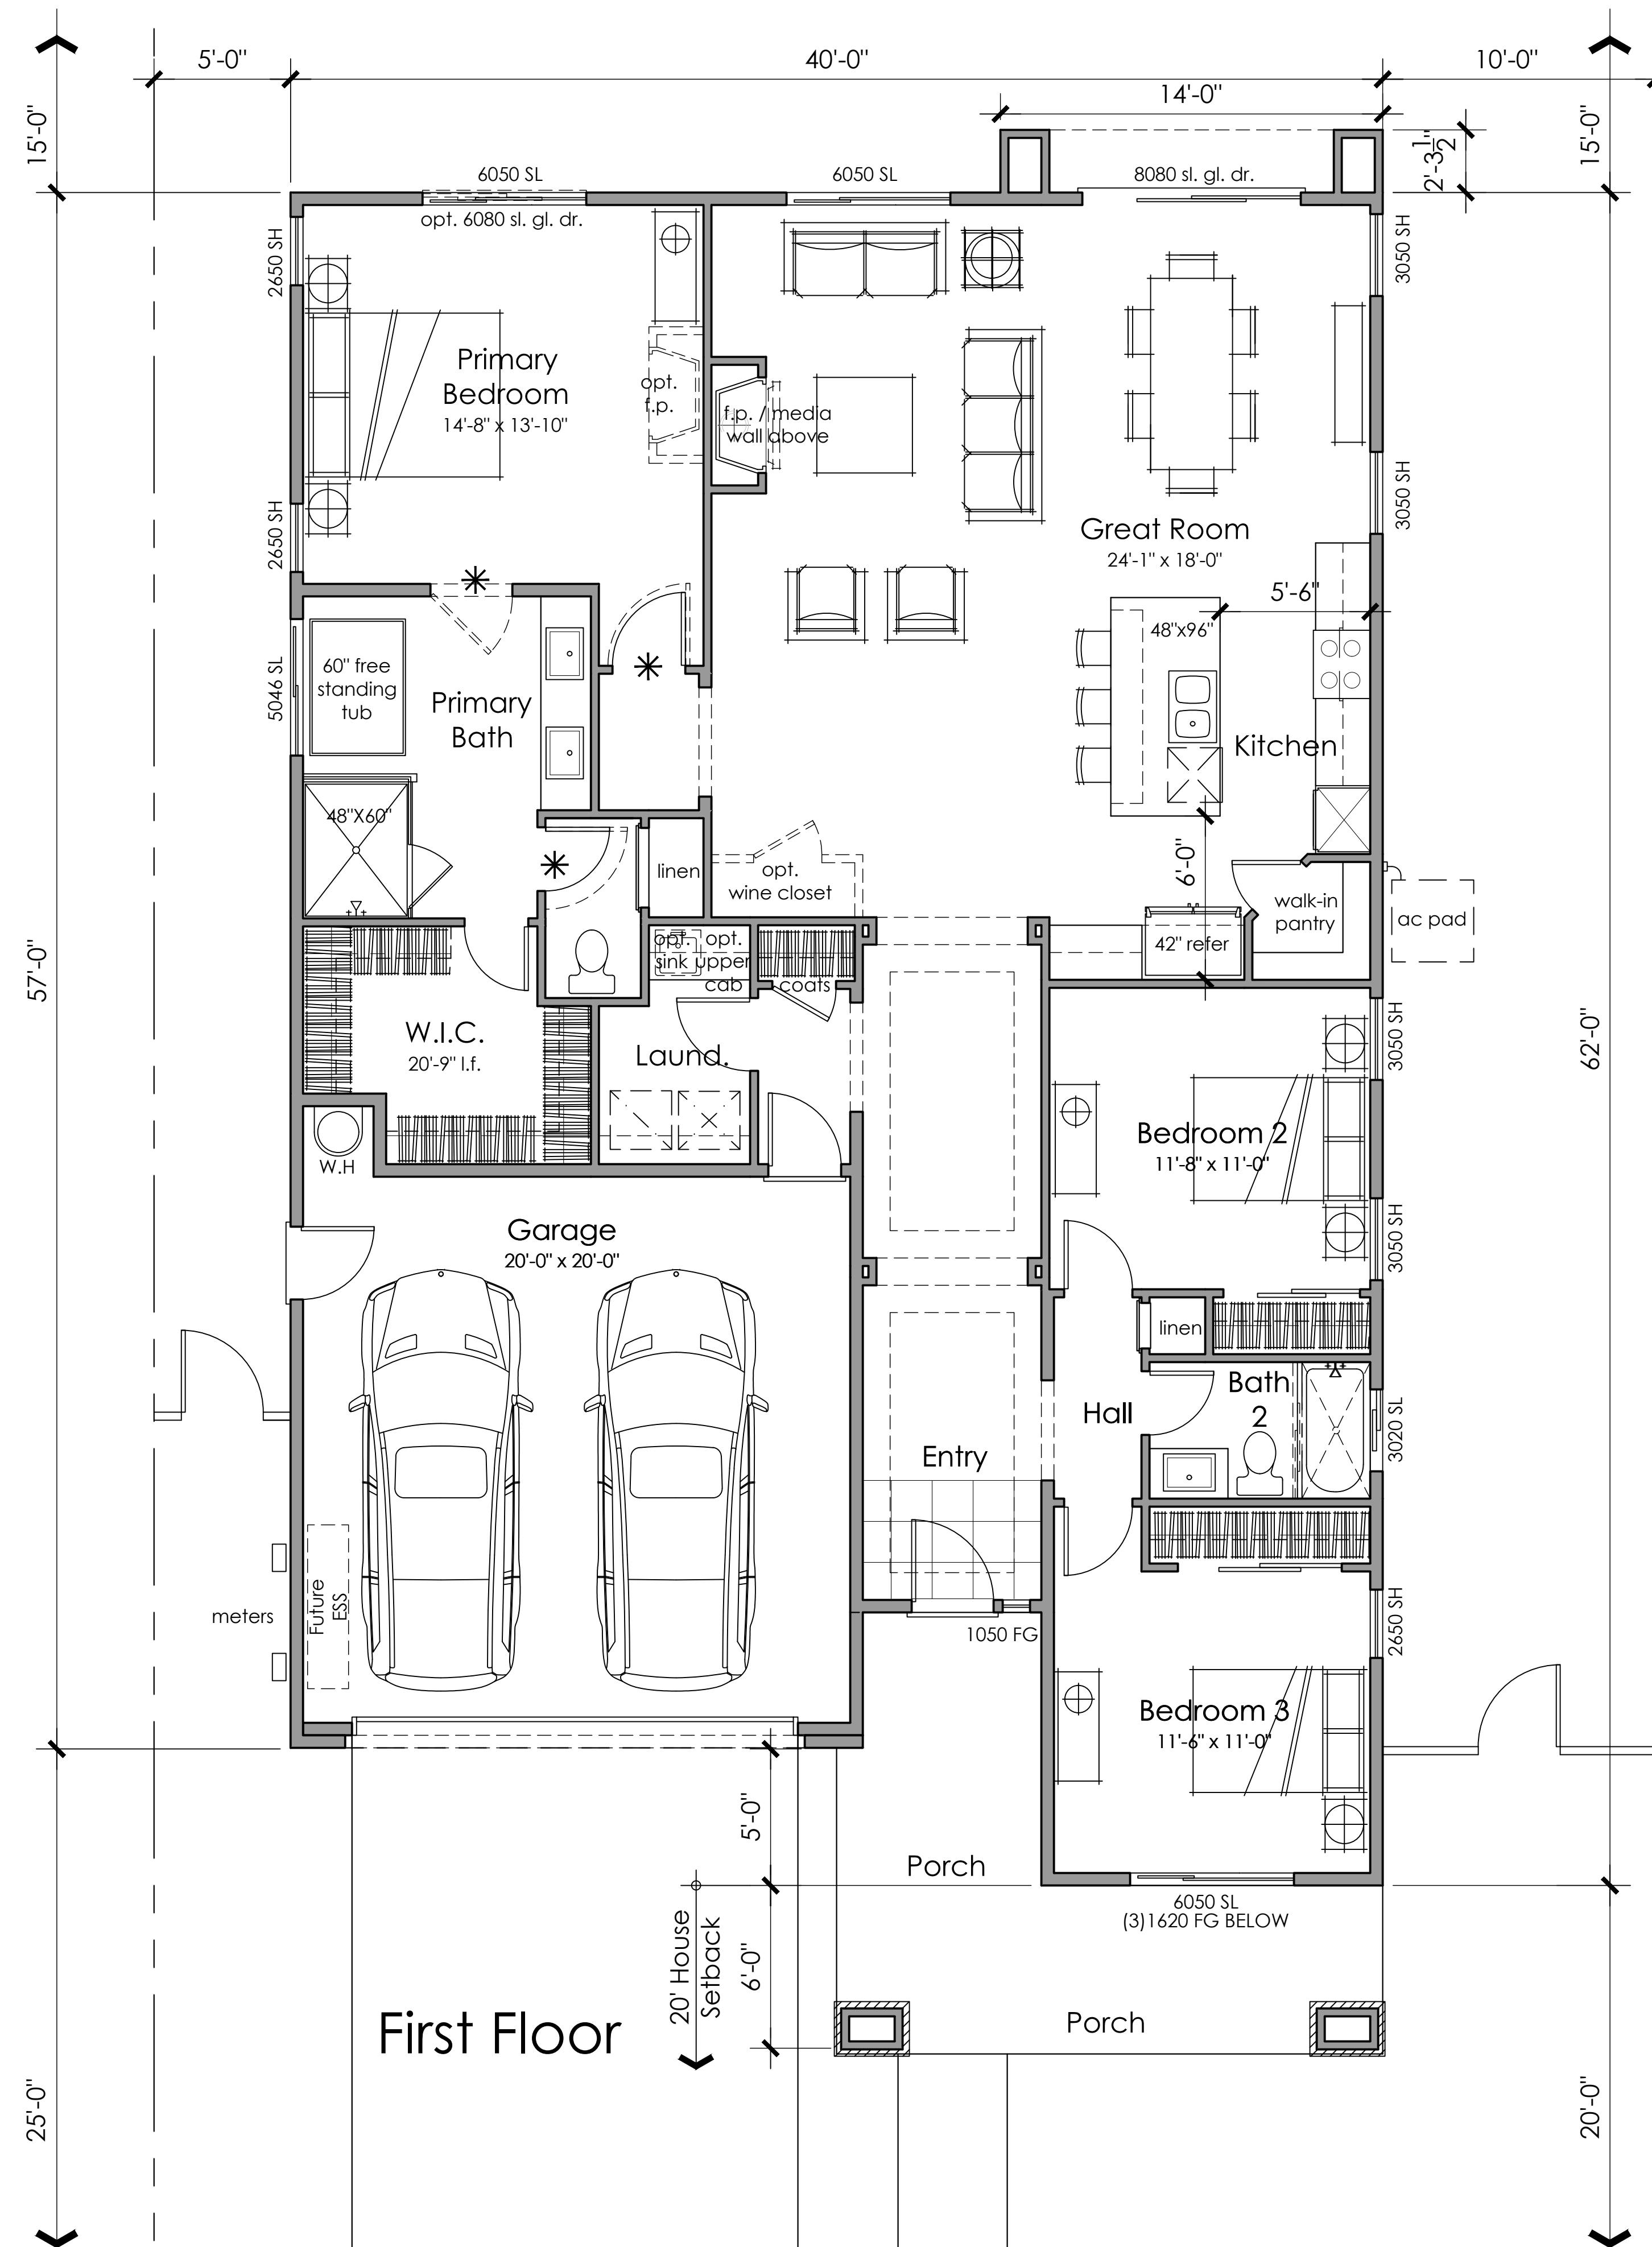 5'-0"
40'-0"
10'-0"
14'-0"
15'-0"
2'-3 1/2"
15'-0"
6050 SL
6050 SL
8080 sl. gl. dr.
opt. 6080 sl. gl. dr.
2650 SH
3050 SH
Primary
Bedroom
14'-8" x 13'-10"
opt.
f.p.
f.p. / media
wall above
2650 SH
3050 SH
Great Room
24'-1" x 18'-0"
5'-6"
48"x96"
5046 SL
60" free
standing
tub
Primary
Bath
Kitchen
48"X60"
linen
opt.
wine closet
6'-0"
walk-in
pantry
ac pad
42" refer
opt.
sink
opt.
upper
cab
coats
57'-0"
W.I.C.
20'-9" l.f.
Laund.
3050 SH
62'-0"
W.H
Bedroom 2
11'-8" x 11'-0"
3050 SH
Garage
20'-0" x 20'-0"
linen
Bath
2
Hall
3020 SL
Entry
Future
ESS
meters
1050 FG
2650 SH
Bedroom 3
11'-6" x 11'-0"
5'-0"
Porch
6050 SL
(3)1620 FG BELOW
20' House
Setback
6'-0"
Porch
First Floor
25'-0"
20'-0"